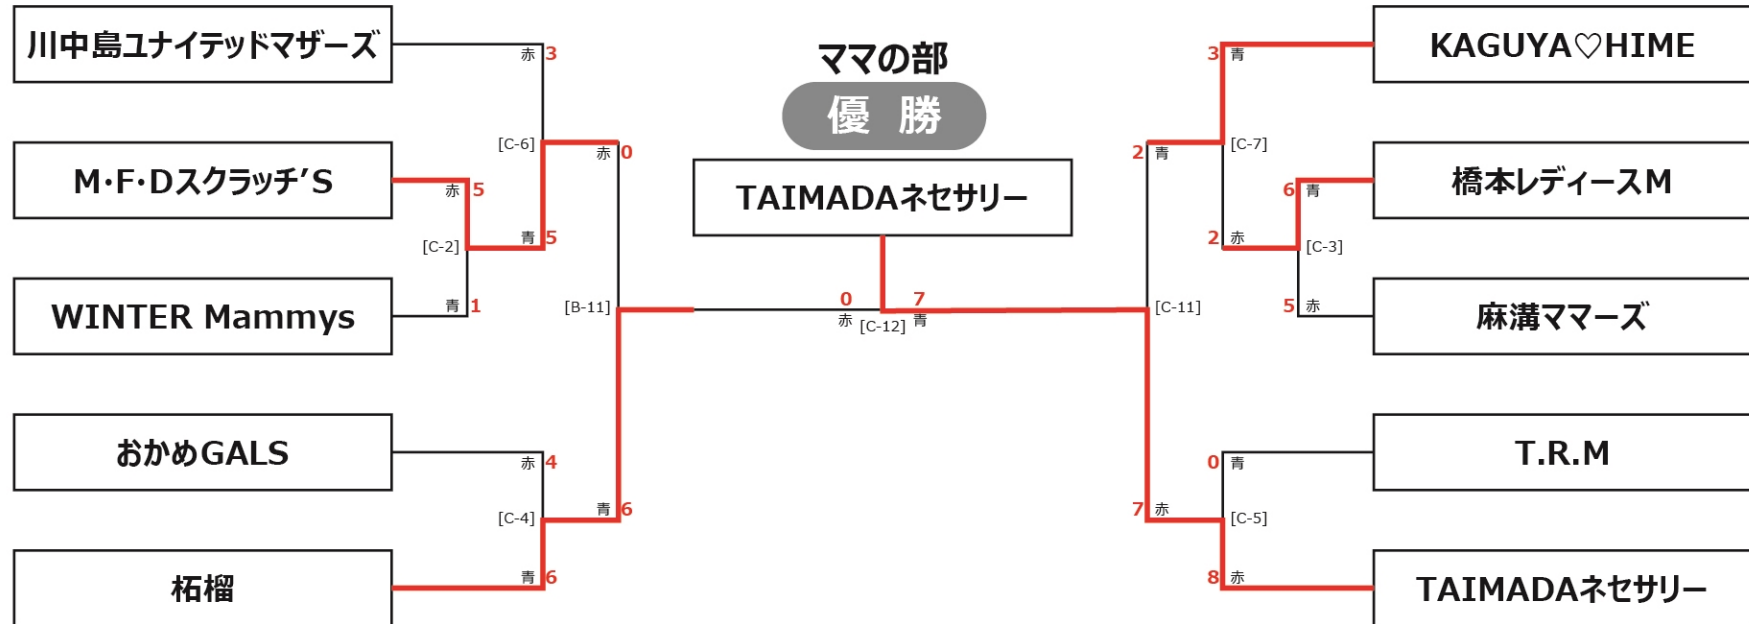 川中島ユナイテッドマザーズ
赤 3
ママの部
優 勝
3 青
KAGUYA♡HIME
[C-6]
赤 0
2 青
[C-7]
M・F・Dスクラッチ'S
赤 5
TAIMADAネセサリー
6 青
橋本レディースM
[C-2]
青 5
2 赤
[C-3]
WINTER Mammys
青 1
[B-11]
0 7
赤 [C-12] 青
[C-11]
5 赤
麻溝ママーズ
おかめGALS
赤 4
0 青
T.R.M
[C-4]
青 6
7 赤
[C-5]
柘榴
青 6
8 赤
TAIMADAネセサリー